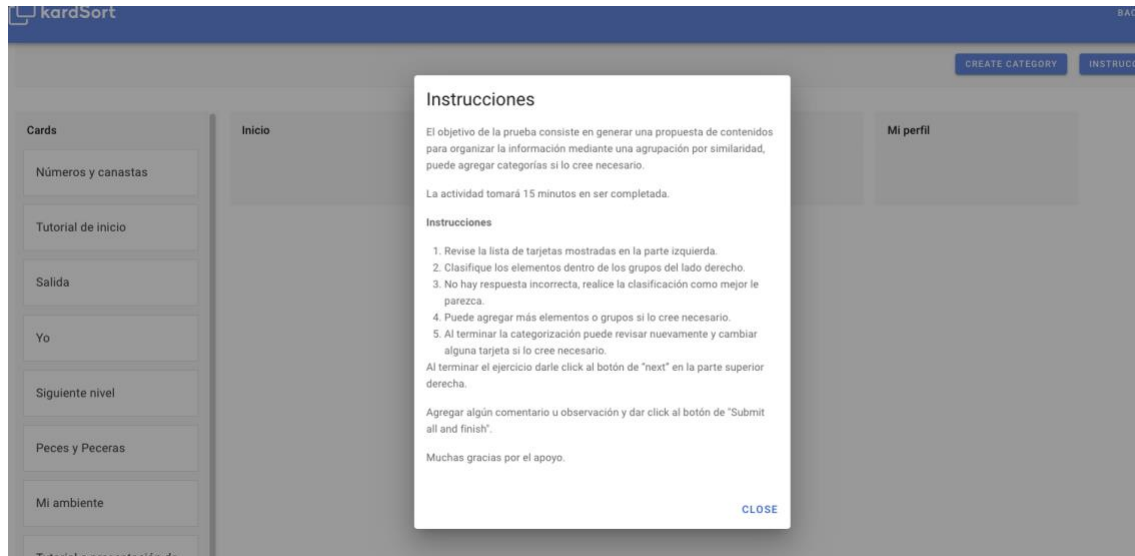 kardSort
CREATE CATEGORY
Cards
Números y canastas
Tutorial de inicio
Salida
Yo
Siguiente nivel
Peces y Peceras
Mi ambiente
Inicio
Mi perfil
Instrucciones
El objetivo de la prueba consiste en generar una propuesta de contenidos
para organizar la información mediante una agrupación por similaridad,
puede agregar categorías si lo cree necesario.
La actividad tomará 15 minutos en ser completada.
Instrucciones
1. Revise la lista de tarjetas mostradas en la parte izquierda.
2. Clasifique los elementos dentro de los grupos del lado derecho.
3. No hay respuesta incorrecta, realice la clasificación como mejor le
parezca.
4. Puede agregar más elementos o grupos si lo cree necesario.
5. Al terminar la categorización puede revisar nuevamente y cambiar
alguna tarjeta si lo cree necesario.
Al terminar el ejercicio darle click al botón de "next" en la parte superior
derecha.
Agregar algún comentario u observación y dar click al botón de "Submit
all and finish".
Muchas gracias por el apoyo.
CLOSE